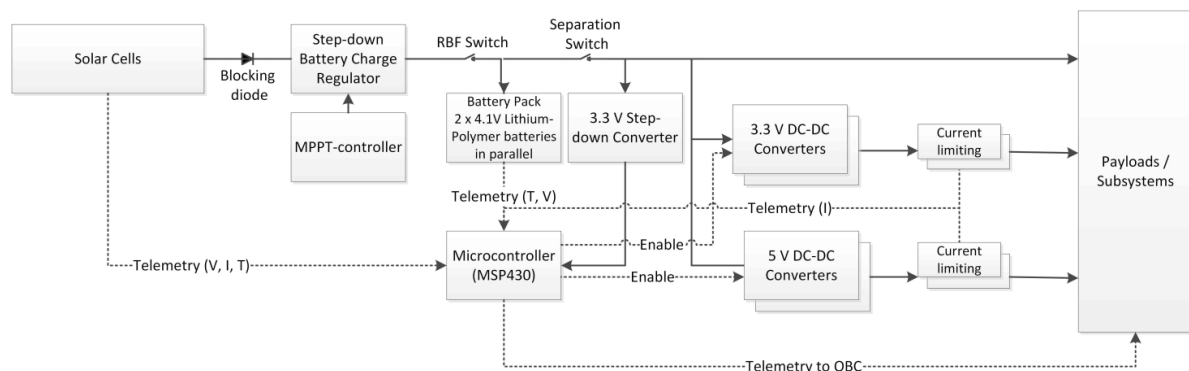 Separation
Switch
RBF Switch
Solar Cells
Blocking
diode
Step-down
Battery Charge
Regulator
MPPT-controller
Battery Pack
2 x 4.1V Lithium-
Polymer batteries
in parallel
3.3 V Step-
down Converter
3.3 V DC-DC
Converters
Current
limiting
Payloads /
Subsystems
Telemetry (T, V)
Telemetry (I)
Telemetry (V, I, T)
Microcontroller
(MSP430)
Enable
Enable
5 V DC-DC
Converters
Current
limiting
Telemetry to OBC